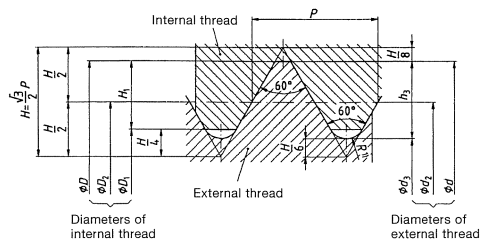 Internal thread
P
H/8
H/2
H=√3/2 P
H₁
60°
60°
h₃
H/2
H/4
H/6
R¹⁾
External thread
ΦD
ΦD₂
ΦD₁
Φd₃
Φd₂
Φd
Diameters of
internal thread
Diameters of
external thread